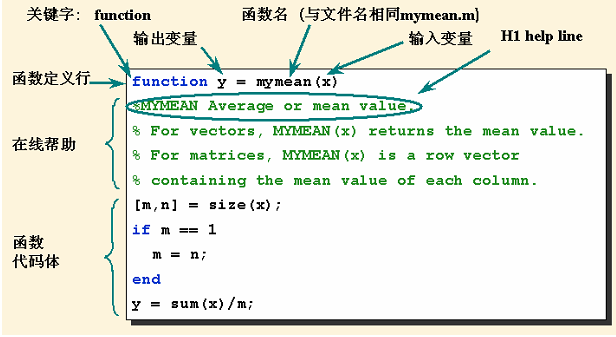 关键字: function
函数名 (与文件名相同mymean.m)
输出变量
输入变量
H1 help line
函数定义行
function y = mymean(x)
%MYMEAN Average or mean value.
在线帮助
% For vectors, MYMEAN(x) returns the mean value.
% For matrices, MYMEAN(x) is a row vector
% containing the mean value of each column.
函数
代码体
[m,n] = size(x);
if m == 1
m = n;
end
y = sum(x)/m;